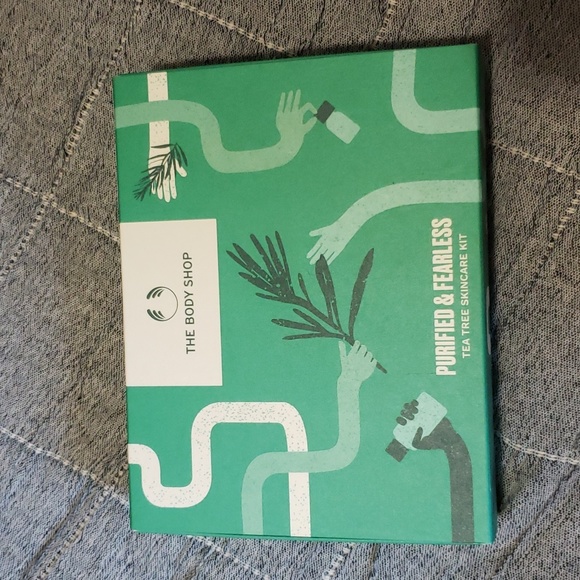 THE BODY SHOP
PURIFIED & FEARLESS
TEA TREE SKINCARE KIT